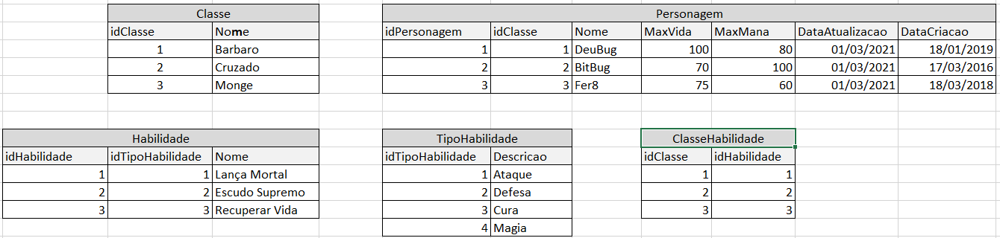 Classe Personagem
idClasse Nome idPersonagem idClasse Nome MaxVida MaxMana DataAtualizacao DataCriacao
1 Barbaro 1 1 DeuBug 100 80 01/03/2021 18/01/2019
2 Cruzado 2 2 BitBug 70 100 01/03/2021 17/03/2016
3 Monge 3 3 Fer8 75 60 01/03/2021 18/03/2018
Habilidade TipoHabilidade ClasseHabilidade
idHabilidade idTipoHabilidade Nome idTipoHabilidade Descricao idClasse idHabilidade
1 1 Lança Mortal 1 Ataque 1 1
2 2 Escudo Supremo 2 Defesa 2 2
3 3 Recuperar Vida 3 Cura 3 3
4 Magia